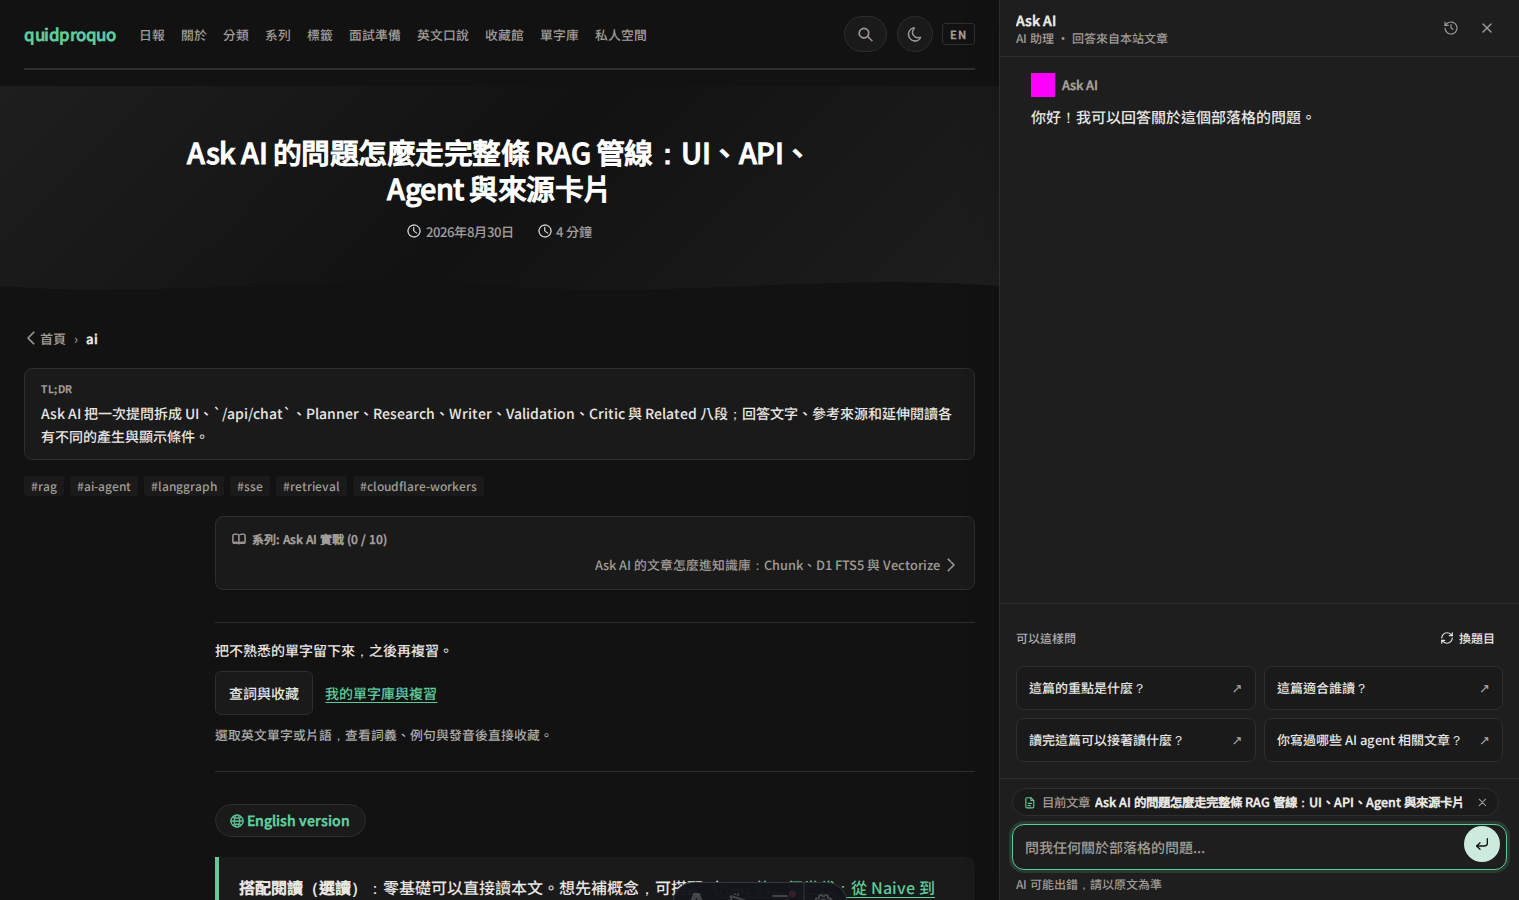 quidproquo 日報 關於 分類 系列 標籤 面試準備 英文口說 收藏館 單字庫 私人空間 EN
Ask AI 的問題怎麼走完整條 RAG 管線：UI、API、
Agent 與來源卡片
2026年8月30日 4 分鐘
首頁 › ai
TL;DR
Ask AI 把一次提問拆成 UI、`/api/chat`、Planner、Research、Writer、Validation、Critic 與 Related 八段；回答文字、參考來源和延伸閱讀各
有不同的產生與顯示條件。
#rag #ai-agent #langgraph #sse #retrieval #cloudflare-workers
系列: Ask AI 實戰 (0 / 10)
Ask AI 的文章怎麼進知識庫：Chunk、D1 FTS5 與 Vectorize
把不熟悉的單字留下來，之後再複習。
查詞與收藏 我的單字庫與複習
選取英文單字或片語，查看詞義、例句與發音後直接收藏。
English version
搭配閱讀（選讀）：零基礎可以直接讀本文。想先補概念，可搭 從 Naive 到
Ask AI
AI 助理 · 回答來自本站文章
Ask AI
你好！我可以回答關於這個部落格的問題。
可以這樣問 換題目
這篇的重點是什麼？ ↗ 這篇適合誰讀？ ↗
讀完這篇可以接著讀什麼？ ↗ 你寫過哪些 AI agent 相關文章？ ↗
目前文章 Ask AI 的問題怎麼走完整條 RAG 管線：UI、API、Agent 與來源卡片
問我任何關於部落格的問題...
AI 可能出錯，請以原文為準